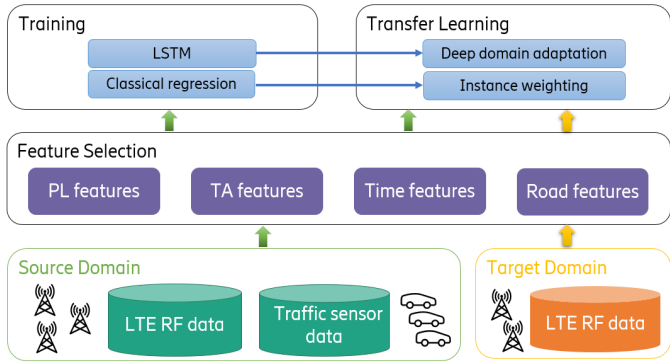 Training
Transfer Learning
LSTM
Deep domain adaptation
Classical regression
Instance weighting
Feature Selection
PL features
TA features
Time features
Road features
Source Domain
Target Domain
LTE RF data
Traffic sensor
data
LTE RF data